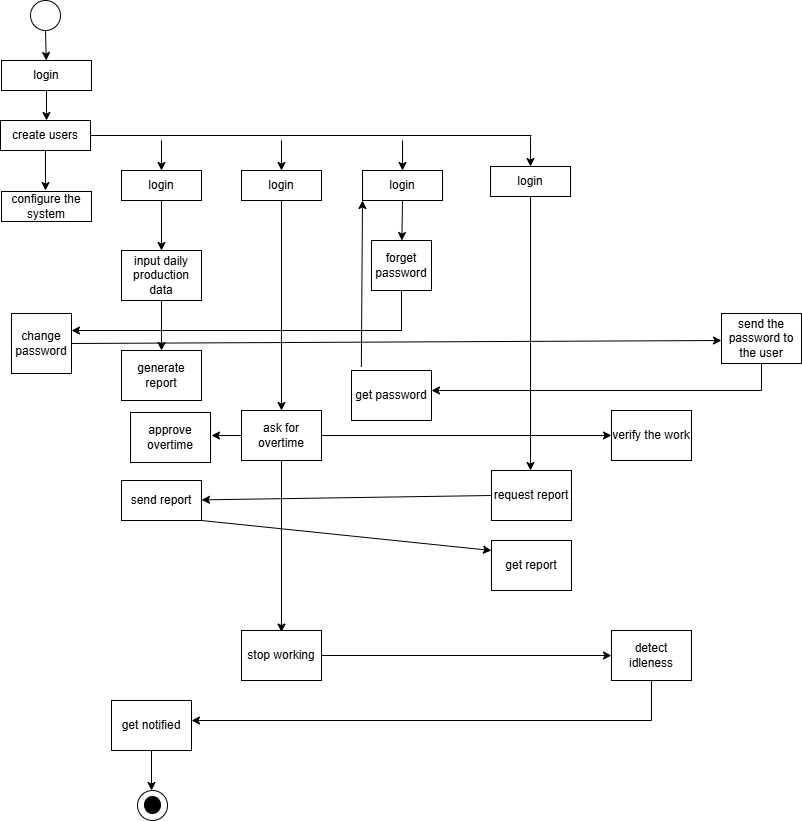 login
create users
configure the
system
login
login
login
login
input daily
production
data
forget
password
change
password
send the
password to
the user
generate
report
get password
approve
overtime
ask for
overtime
verify the work
send report
request report
get report
stop working
detect
idleness
get notified